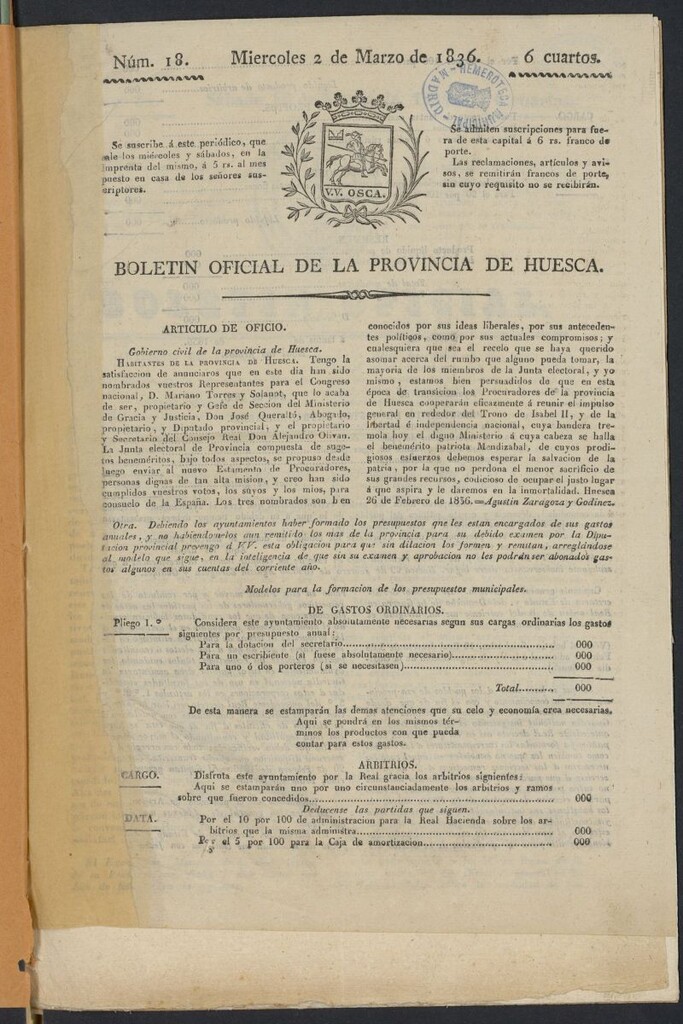 Núm. 18. Miercoles 2 de Marzo de 1836. 6 cuartos.
HEMEROTECA MUNICIPAL - MADRID
Se suscribe á este periódico, que
sale los miércoles y sábados, en la
imprenta del mismo, á 5 rs. al mes
puesto en casa de los señores sus-
criptores.
V.V. OSCA.
Se admiten suscripciones para fue-
ra de esta capital á 6 rs. franco de
porte.
Las reclamaciones, artículos y avi-
sos, se remitirán francos de porte,
sin cuyo requisito no se recibirán.
BOLETIN OFICIAL DE LA PROVINCIA DE HUESCA.
ARTICULO DE OFICIO.
Gobierno civil de la provincia de Huesca.
HABITANTES DE LA PROVINCIA DE HUESCA. Tengo la
satisfaccion de anunciaros que en este dia han sido
nombrados vuestros Representantes para el Congreso
nacional, D. Mariano Torres y Solanot, que lo acaba
de ser, propietario y Gefe de Seccion del Ministerio
de Gracia y Justicia, Don José Queraltó, Abogado,
propietario, y Diputado provincial, y el propietario
y Secretario del Consejo Real Don Alejandro Olivan.
La Junta electoral de Provincia compuesta de suge-
tos beneméritos, bajo todos aspectos, se propuso desde
luego enviar al nuevo Estamento de Procuradores,
personas dignas de tan alta mision, y creo han sido
cumplidos vuestros votos, los suyos y los mios, para
consuelo de la España. Los tres nombrados son bien
conocidos por sus ideas liberales, por sus anteceden-
tes políticos, como por sus actuales compromisos; y
cualesquiera que sea el recelo que se haya querido
asomar acerca del rumbo que alguno pueda tomar, la
mayoria de los miembros de la Junta electoral, y yo
mismo, estamos bien persuadidos de que en esta
época de transicion los Procuradores de la provincia
de Huesca cooperarán eficazmente á reunir el impulso
general en rededor del Trono de Isabel II, y de la
libertad é independencia nacional, cuya bandera tre-
mola hoy el digno Ministerio á cuya cabeza se halla
el benemérito patriota Mendizabal, de cuyos prodi-
giosos esfuerzos debemos esperar la salvacion de la
patria, por la que no perdona el menor sacrificio de
sus grandes recursos, codicioso de ocupar el justo lugar
á que aspira y le daremos en la inmortalidad. Huesca
26 de Febrero de 1836.=Agustin Zaragoza y Godinez.
Otra. Debiendo los ayuntamientos haber formado los presupuestos que les estan encargados de sus gastos
anuales, y no habiendonelos aun remitido los mas de la provincia para su debido examen por la Dipu-
tacion provincial prevengo á VV. esta obligacion para que sin dilacion los formen y remitan, arreglándose
al modelo que sigue, en la inteligencia de que sin su examen y aprobacion no les podrán ser abonados gas-
tos algunos en sus cuentas del corriente año.
Modelos para la formacion de los presupuestos municipales.
DE GASTOS ORDINARIOS.
Pliego 1.º Considera este ayuntamiento absolutamente necesarias segun sus cargas ordinarias los gastos
siguientes por presupuesto anual:
Para la dotacion del secretario.................... 000
Para un escribiente (si fuese absolutamente necesario).................... 000
Para uno ó dos porteros (si se necesitasen).................... 000
Total.......... 000
De esta manera se estamparán las demas atenciones que su celo y economía crea necesarias.
Aqui se pondrá en los mismos tér-
minos los productos con que pueda
contar para estos gastos.
ARBITRIOS.
CARGO. Disfruta este ayuntamiento por la Real gracia los arbitrios siguientes:
Aqui se estamparán uno por uno circunstanciadamente los arbitrios y ramos
sobre que fueron concedidos.................... 000
Deducense las partidas que siguen.
DATA. Por el 10 por 100 de administracion para la Real Hacienda sobre los ar-
bitrios que la misma administra.................... 000
Por el 5 por 100 para la Caja de amortizacion.................... 000